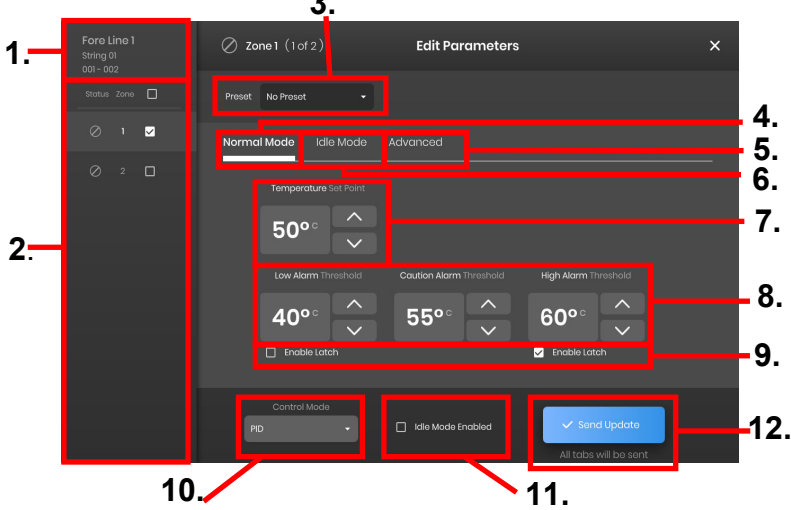 3.
1.
Fore Line 1
String 01
001 - 002
Zone 1 (1 of 2)
Edit Parameters
Status Zone
Preset No Preset
1
2
2.
4.
Normal Mode Idle Mode Advanced
5.
6.
Temperature Set Point
50° C
7.
Low Alarm Threshold Caution Alarm Threshold High Alarm Threshold
40° C 55° C 60° C
8.
Enable Latch Enable Latch
9.
Control Mode
PID
Idle Mode Enabled
Send Update
12.
All tabs will be sent
10.
11.